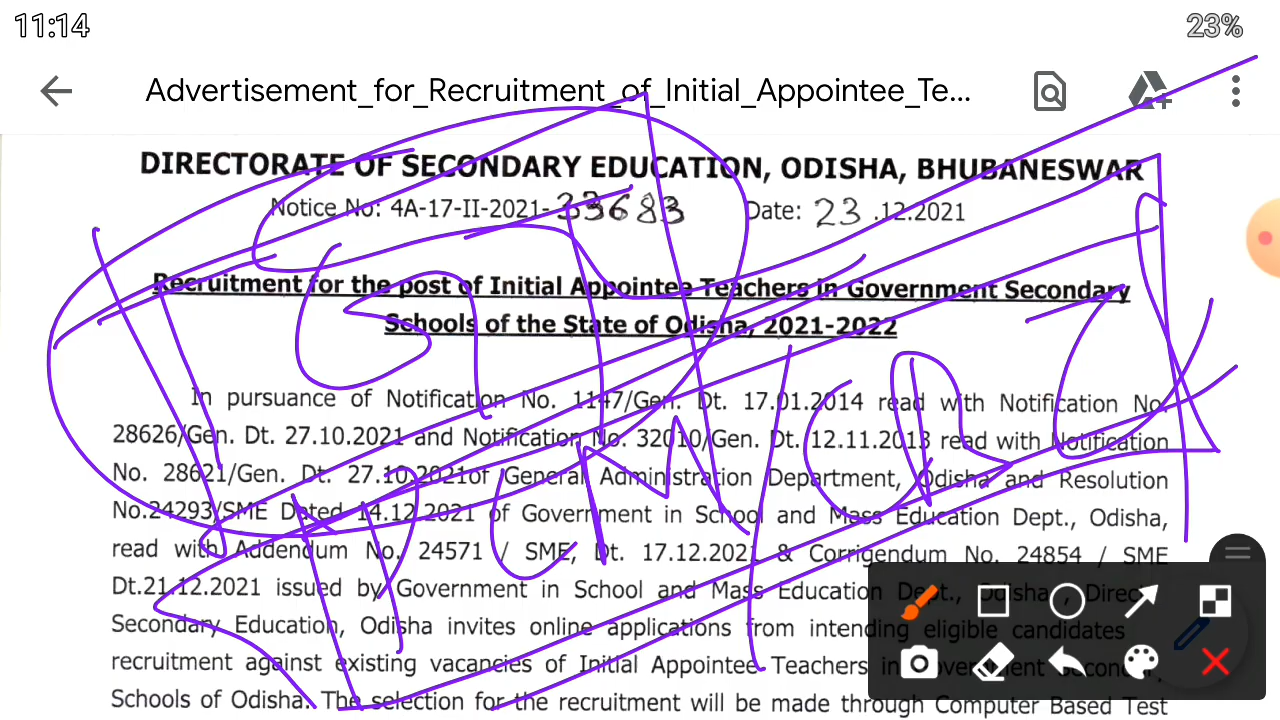 11:14
23%
Advertisement_for_Recruitment_of_Initial_Appointee_Te...
DIRECTORATE OF SECONDARY EDUCATION, ODISHA, BHUBANESWAR
Notice No: 4A-17-II-2021-33683 Date: 23.12.2021
Recruitment for the post of Initial Appointee Teachers in Government Secondary
Schools of the State of Odisha, 2021-2022
In pursuance of Notification No. 1147/Gen. Dt. 17.01.2014 read with Notification No.
28626/Gen. Dt. 27.10.2021 and Notification No. 32010/Gen. Dt. 12.11.2013 read with Notification
No. 28621/Gen. Dt. 27.10.2021of General Administration Department, Odisha and Resolution
No.24293/SME Dated 14.12.2021 of Government in School and Mass Education Dept., Odisha,
read with Addendum No. 24571 / SME, Dt. 17.12.2021 & Corrigendum No. 24854 / SME
Dt.21.12.2021 issued by Government in School and Mass Education Dept., Odisha,
Secondary Education, Odisha invites online applications from intending eligible candidates
recruitment against existing vacancies of Initial Appointee Teachers in Government
Schools of Odisha. The selection for the recruitment will be made through Computer Based Test